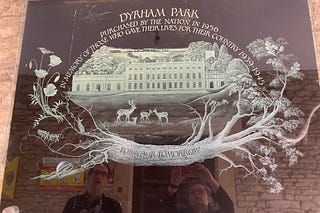 DYRHAM PARK
PURCHASED BY THE NATION IN 1956
IN MEMORY OF THOSE WHO GAVE THEIR LIVES FOR THEIR COUNTRY 1939-1945
FOR YOUR TOMORROW